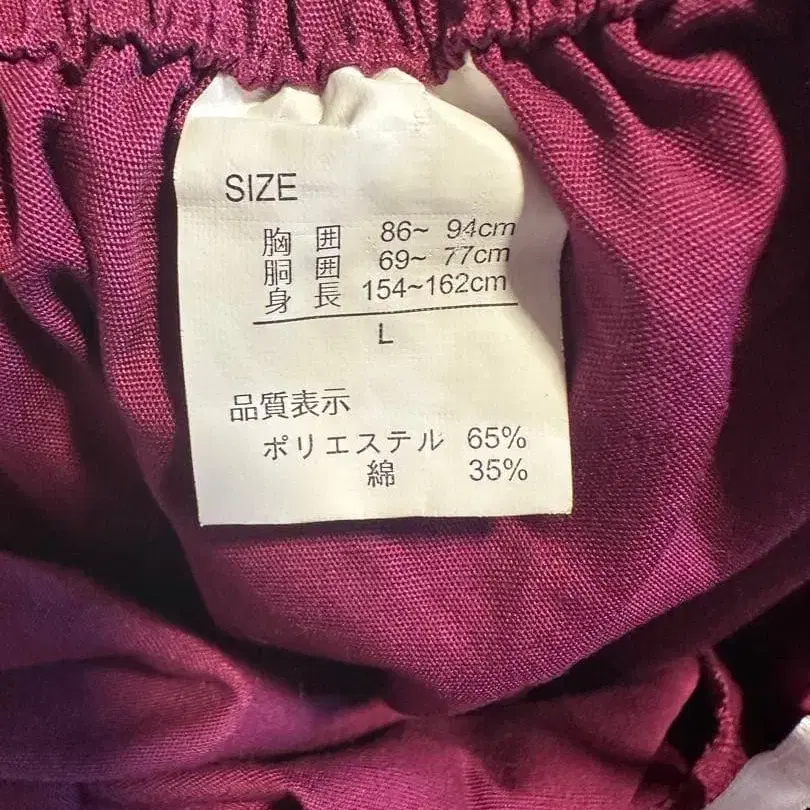 SIZE
胸 囲 86~ 94cm
胴 囲 69~ 77cm
身 長 154~162cm
L
品質表示
ポリエステル 65%
綿 35%